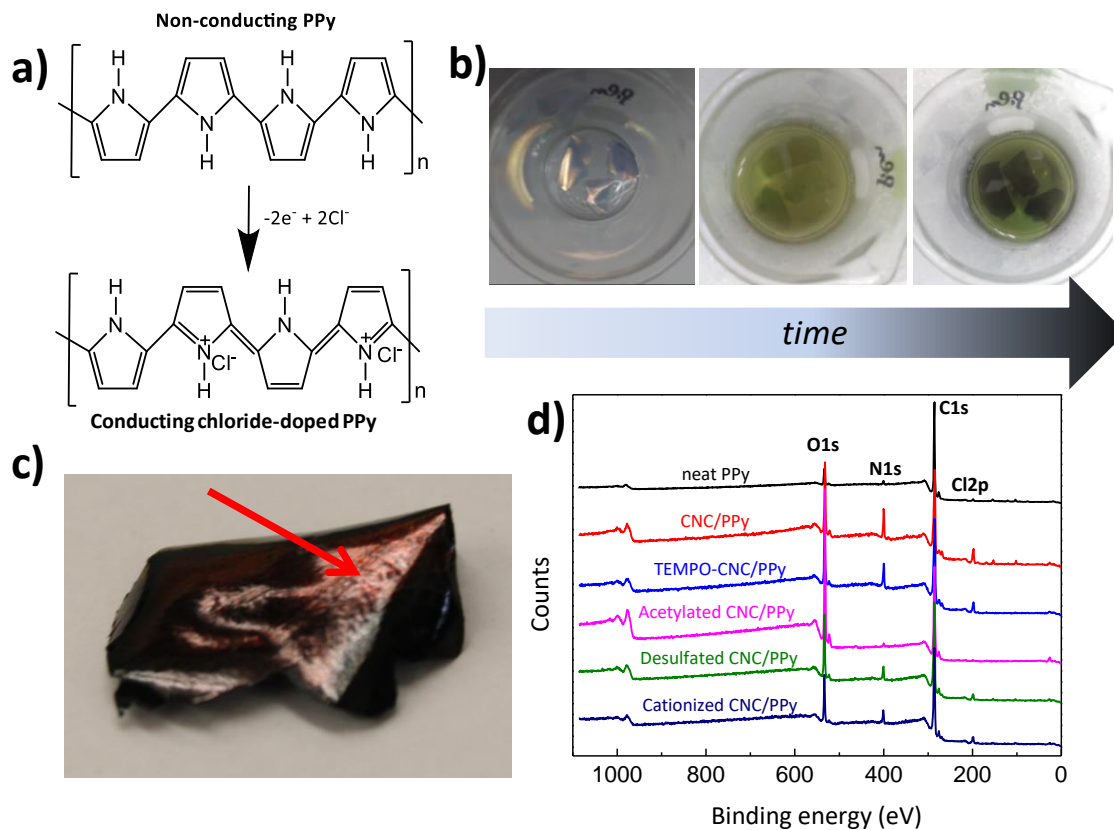 Non-conducting PPy
a)
H
H
N
N
N
N
H
H
n
-2e⁻ + 2Cl⁻
H
H
N
N
+
Cl⁻
N
N
+
Cl⁻
H
H
n
Conducting chloride-doped PPy
b)
time
c)
d)
C1s
O1s
N1s
Cl2p
neat PPy
CNC/PPy
TEMPO-CNC/PPy
Acetylated CNC/PPy
Desulfated CNC/PPy
Cationized CNC/PPy
Counts
1000 800 600 400 200 0
Binding energy (eV)